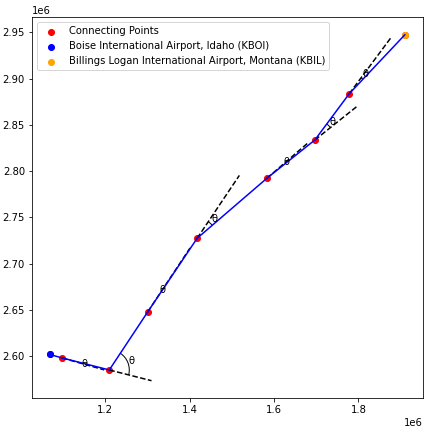 1e6
2.95
2.90
2.85
2.80
2.75
2.70
2.65
2.60
Connecting Points
Boise International Airport, Idaho (KBOI)
Billings Logan International Airport, Montana (KBIL)
θ
θ
θ
θ
θ
θ
θ
θ
1.2
1.4
1.6
1.8
1e6